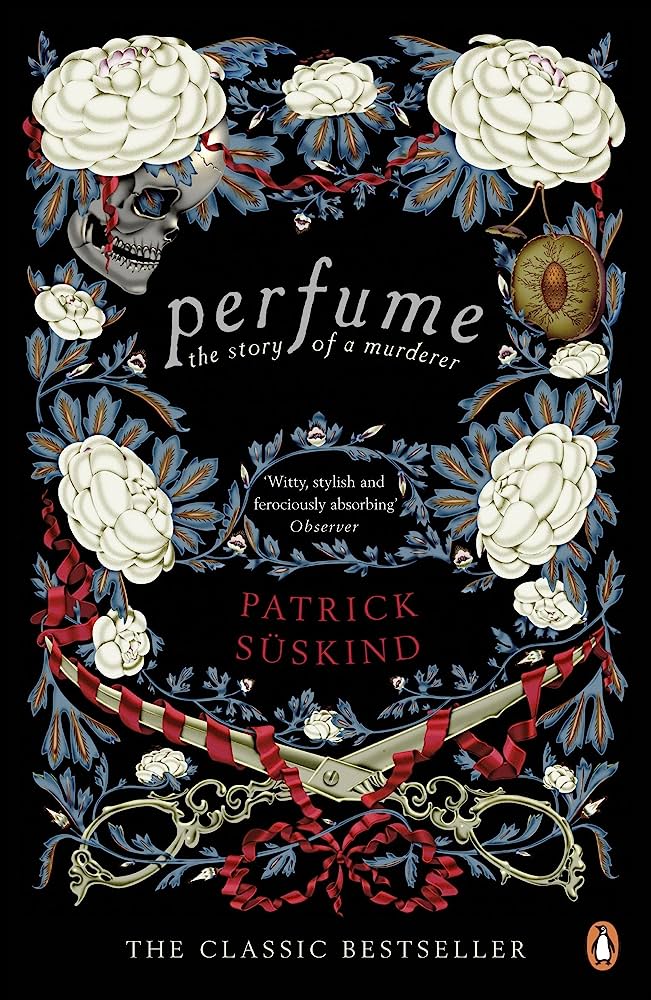 perfume
the story of a murderer
‘Witty, stylish and
ferociously absorbing’
Observer
PATRICK
SÜSKIND
THE CLASSIC BESTSELLER